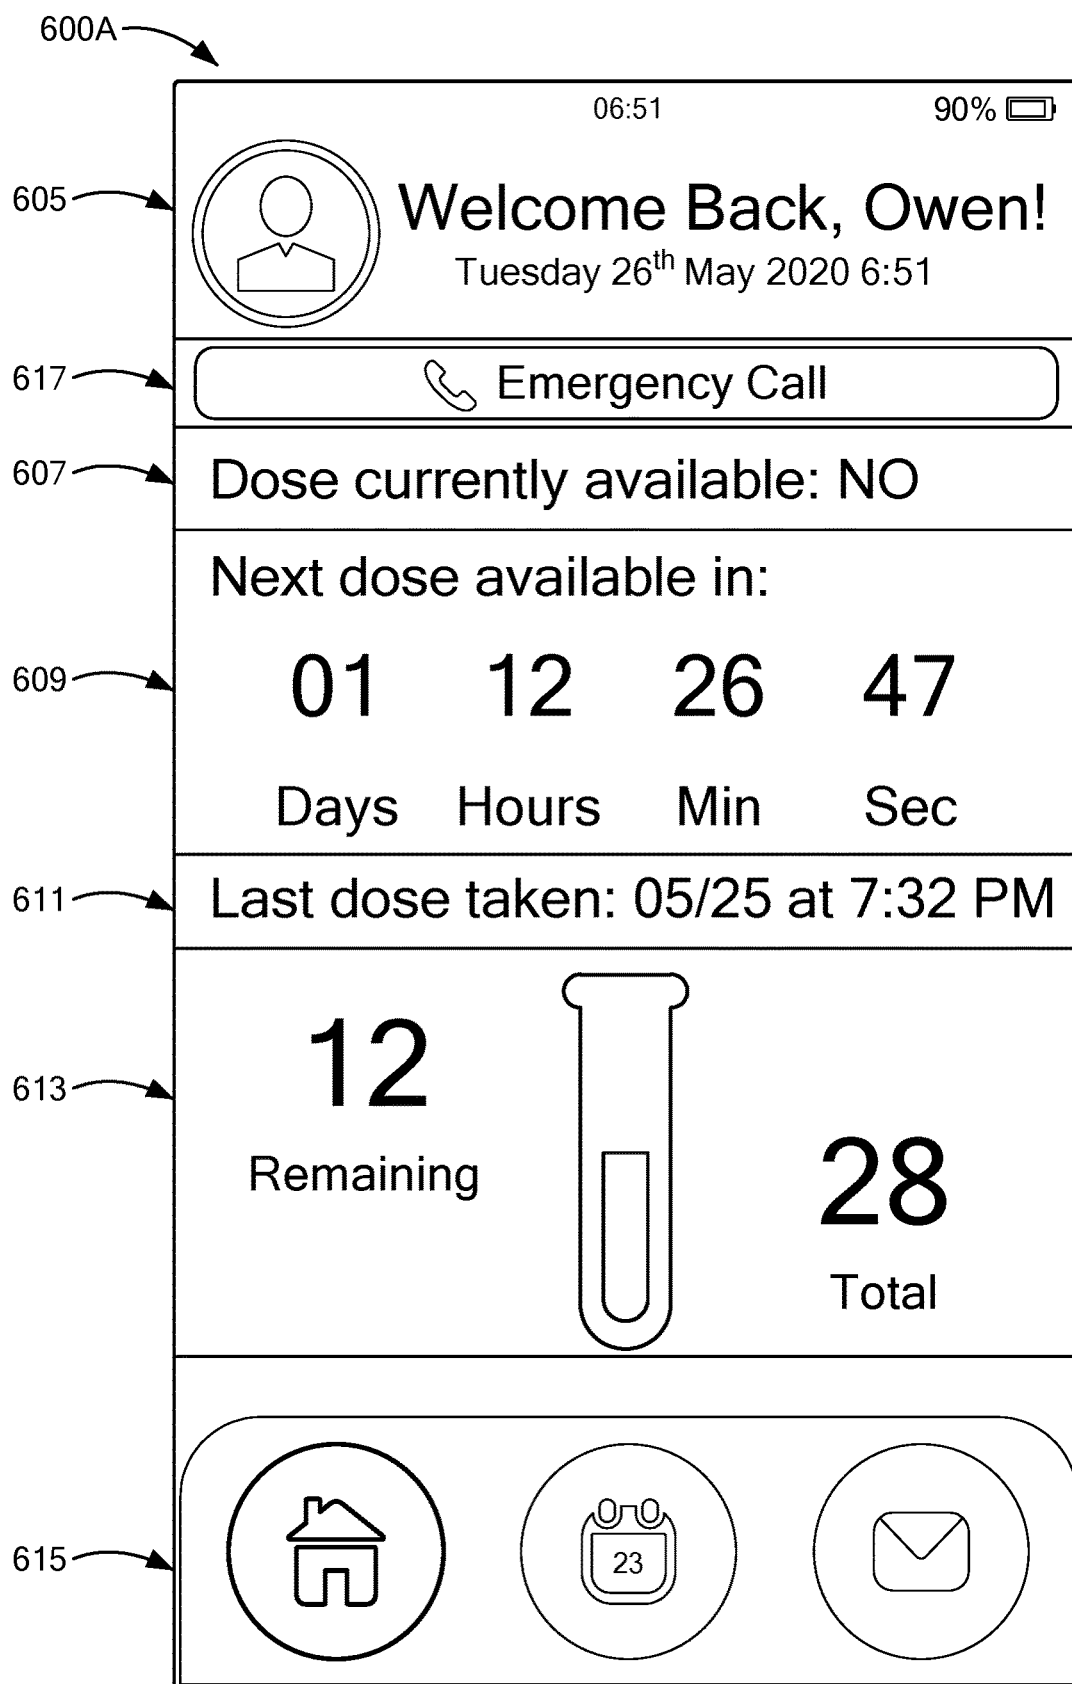 600A
06:51 90%
605
Welcome Back, Owen!
Tuesday 26th May 2020 6:51
617
Emergency Call
607
Dose currently available: NO
Next dose available in:
609
01 12 26 47
Days Hours Min Sec
611
Last dose taken: 05/25 at 7:32 PM
12
613
Remaining
28
Total
615
23